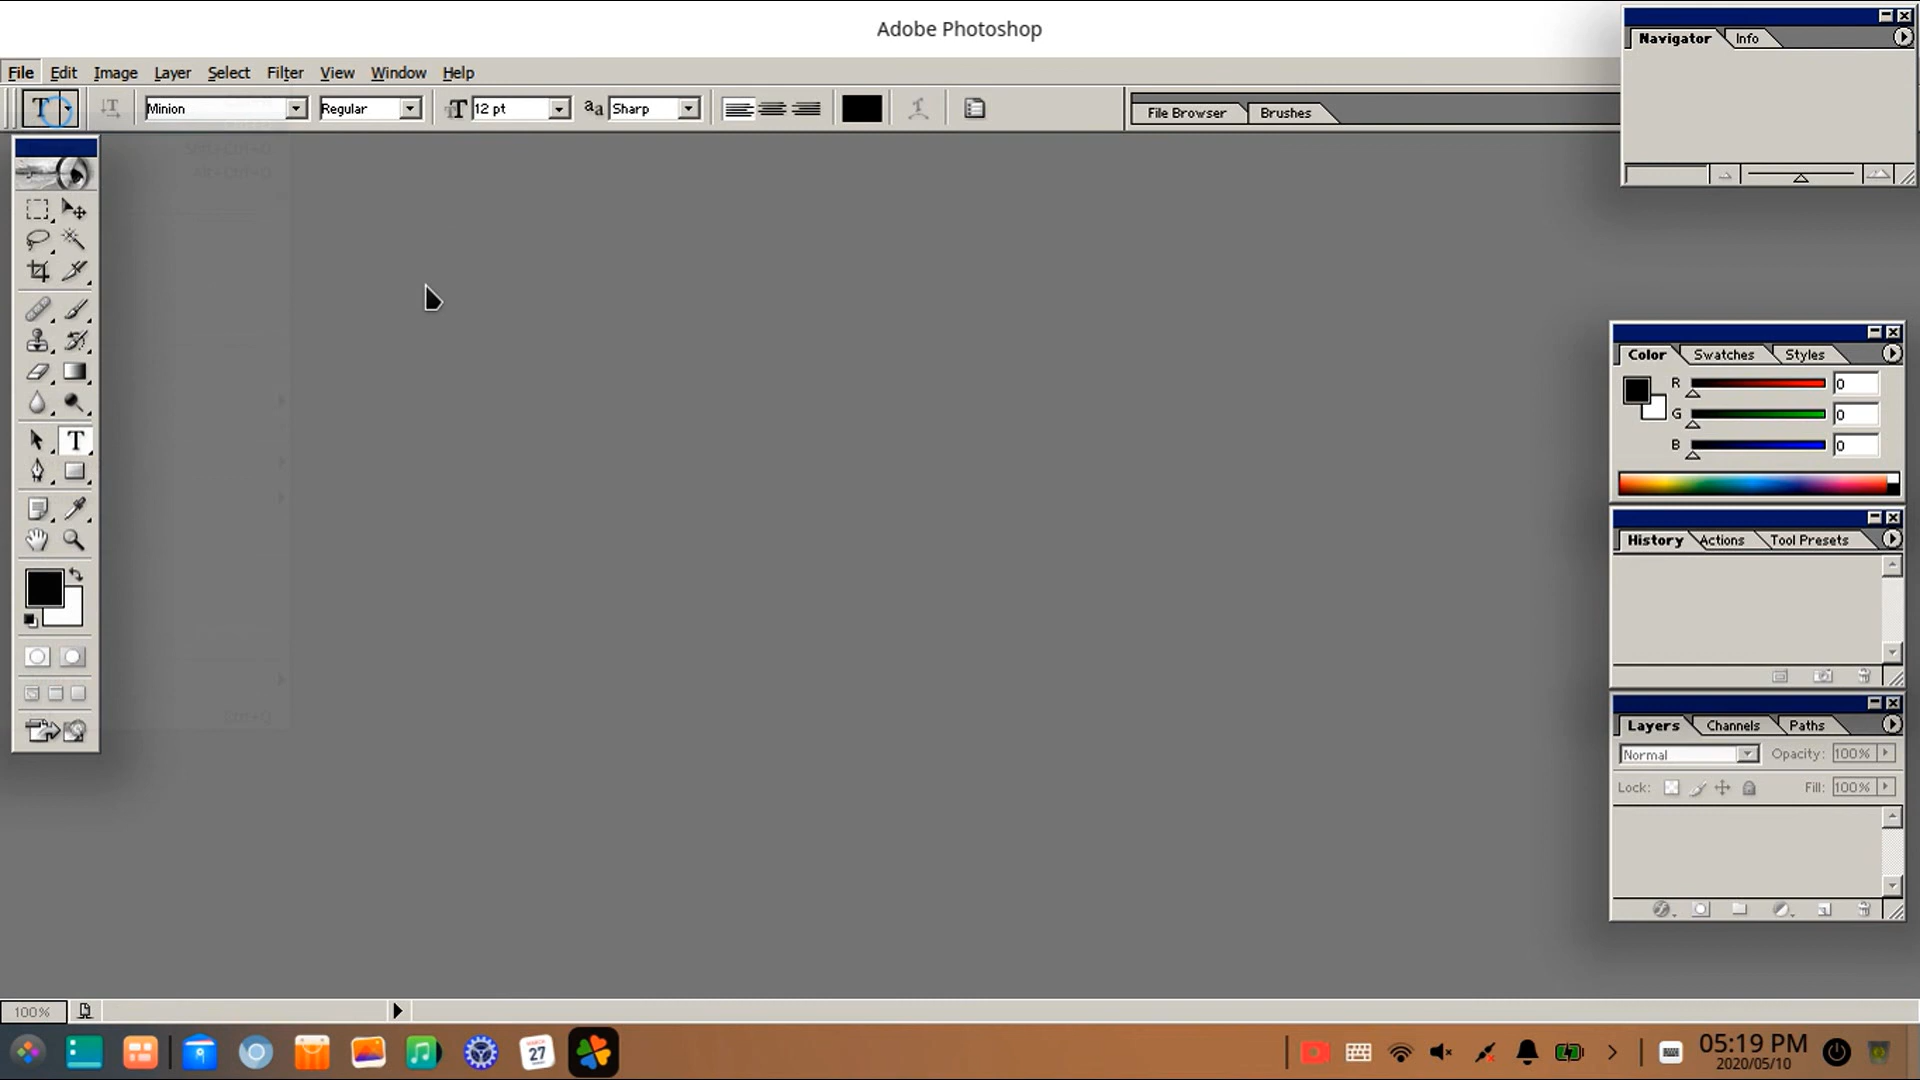 Adobe Photoshop
File Edit Image Layer Select Filter View Window Help
T Minion Regular T 12 pt aa Sharp
File Browser Brushes
Navigator Info
Color Swatches Styles
R 0
G 0
B 0
History Actions Tool Presets
Layers Channels Paths
Normal Opacity: 100%
Lock: Fill: 100%
T
100%
27
05:19 PM
2020/05/10